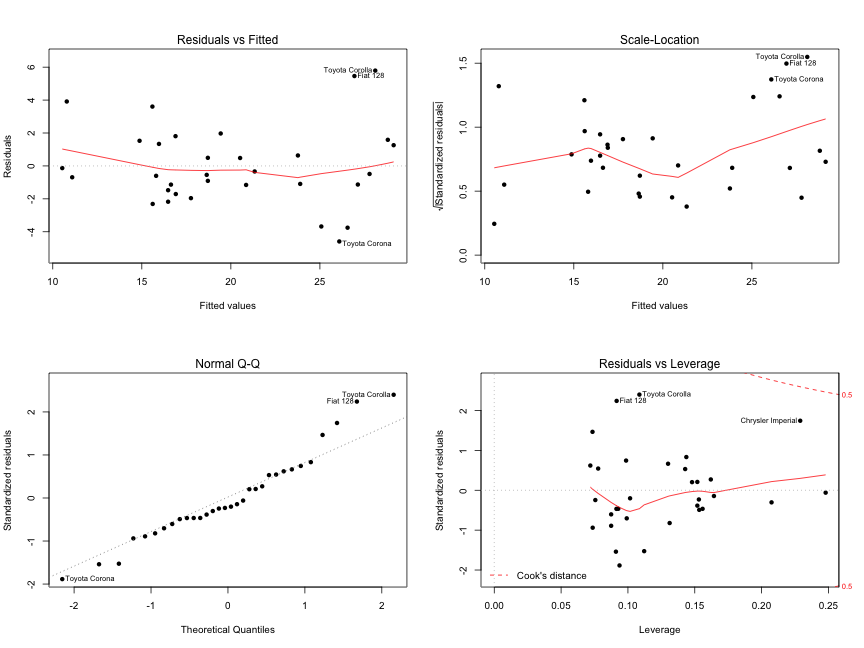 Residuals vs Fitted
Residuals
6
4
2
0
-2
-4
Toyota Corolla
Fiat 128
Toyota Corona
10 15 20 25
Fitted values
Scale-Location
√|Standardized residuals|
1.5
1.0
0.5
0.0
Toyota Corolla
Fiat 128
Toyota Corona
10 15 20 25
Fitted values
Normal Q-Q
Standardized residuals
2
1
0
-1
-2
Toyota Corolla
Fiat 128
Toyota Corona
-2 -1 0 1 2
Theoretical Quantiles
Residuals vs Leverage
Standardized residuals
2
1
0
-1
-2
Toyota Corolla
Fiat 128
Chrysler Imperial
0.5
Cook's distance
0.5
0.00 0.05 0.10 0.15 0.20 0.25
Leverage